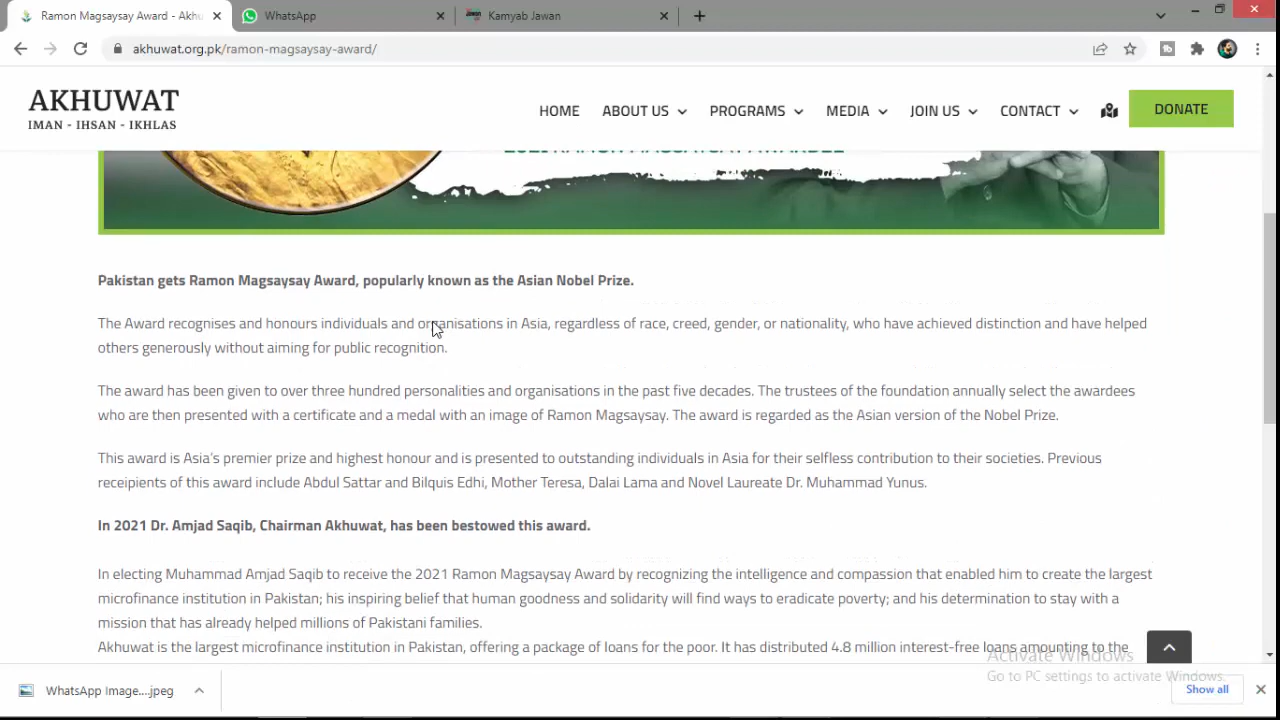 Ramon Magsaysay Award - Akhu
WhatsApp
Kamyab Jawan
akhuwat.org.pk/ramon-magsaysay-award/
AKHUWAT
IMAN - IHSAN - IKHLAS
HOME ABOUT US PROGRAMS MEDIA JOIN US CONTACT DONATE
2021 RAMON MAGSAYSAY AWARDEE
Pakistan gets Ramon Magsaysay Award, popularly known as the Asian Nobel Prize.
The Award recognises and honours individuals and organisations in Asia, regardless of race, creed, gender, or nationality, who have achieved distinction and have helped
others generously without aiming for public recognition.
The award has been given to over three hundred personalities and organisations in the past five decades. The trustees of the foundation annually select the awardees
who are then presented with a certificate and a medal with an image of Ramon Magsaysay. The award is regarded as the Asian version of the Nobel Prize.
This award is Asia's premier prize and highest honour and is presented to outstanding individuals in Asia for their selfless contribution to their societies. Previous
receipients of this award include Abdul Sattar and Bilquis Edhi, Mother Teresa, Dalai Lama and Novel Laureate Dr. Muhammad Yunus.
In 2021 Dr. Amjad Saqib, Chairman Akhuwat, has been bestowed this award.
In electing Muhammad Amjad Saqib to receive the 2021 Ramon Magsaysay Award by recognizing the intelligence and compassion that enabled him to create the largest
microfinance institution in Pakistan; his inspiring belief that human goodness and solidarity will find ways to eradicate poverty; and his determination to stay with a
mission that has already helped millions of Pakistani families.
Akhuwat is the largest microfinance institution in Pakistan, offering a package of loans for the poor. It has distributed 4.8 million interest-free loans amounting to the
Activate Windows
Go to PC settings to activate Windows.
WhatsApp Image....jpeg
Show all